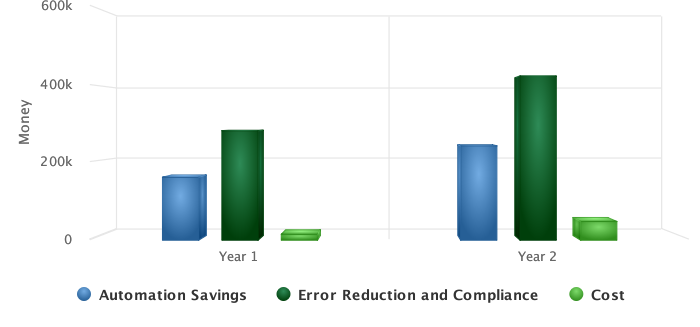 600k
400k
Money
200k
0
Year 1 Year 2
Automation Savings Error Reduction and Compliance Cost